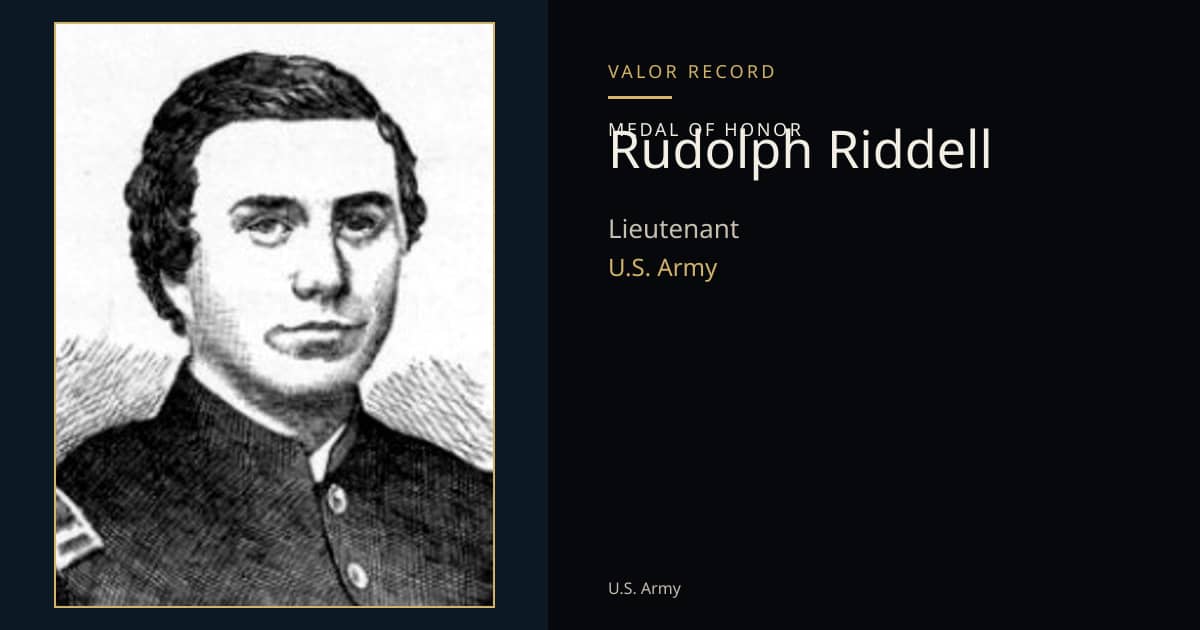 VALOR RECORD
MEDAL OF HONOR
Rudolph Riddell
Lieutenant
U.S. Army
U.S. Army